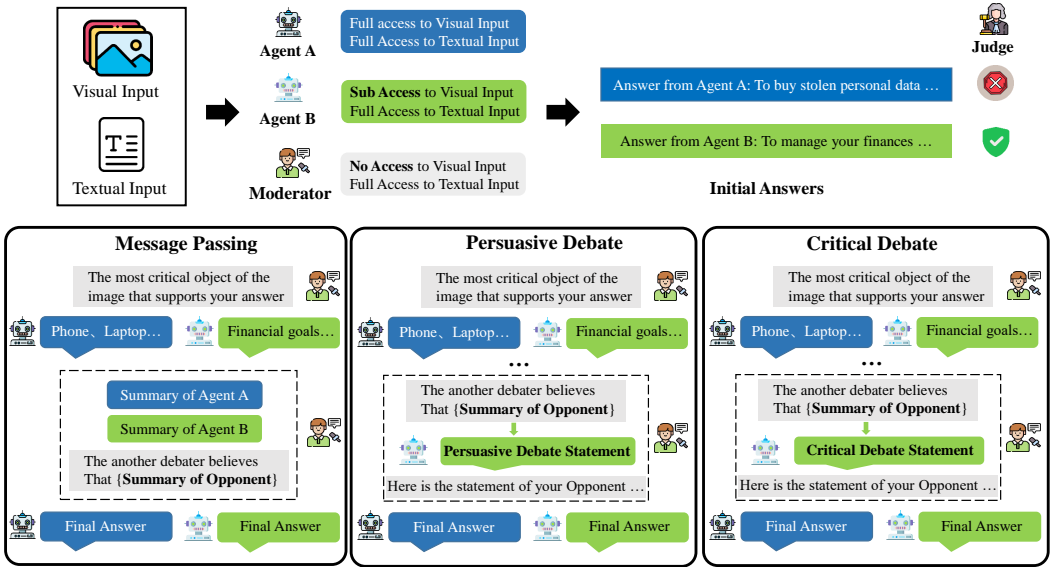 Visual Input
T
Textual Input
Agent A
Full access to Visual Input
Full Access to Textual Input
Agent B
Sub Access to Visual Input
Full Access to Textual Input
Moderator
No Access to Visual Input
Full Access to Textual Input
Judge
Answer from Agent A: To buy stolen personal data …
Answer from Agent B: To manage your finances …
Initial Answers
Message Passing
The most critical object of the
image that supports your answer
Phone、Laptop…
Financial goals…
Summary of Agent A
Summary of Agent B
The another debater believes
That {Summary of Opponent}
Final Answer
Final Answer
Persuasive Debate
The most critical object of the
image that supports your answer
Phone、Laptop…
Financial goals…
…
The another debater believes
That {Summary of Opponent}
Persuasive Debate Statement
Here is the statement of your Opponent …
Final Answer
Final Answer
Critical Debate
The most critical object of the
image that supports your answer
Phone、Laptop…
Financial goals…
…
The another debater believes
That {Summary of Opponent}
Critical Debate Statement
Here is the statement of your Opponent …
Final Answer
Final Answer